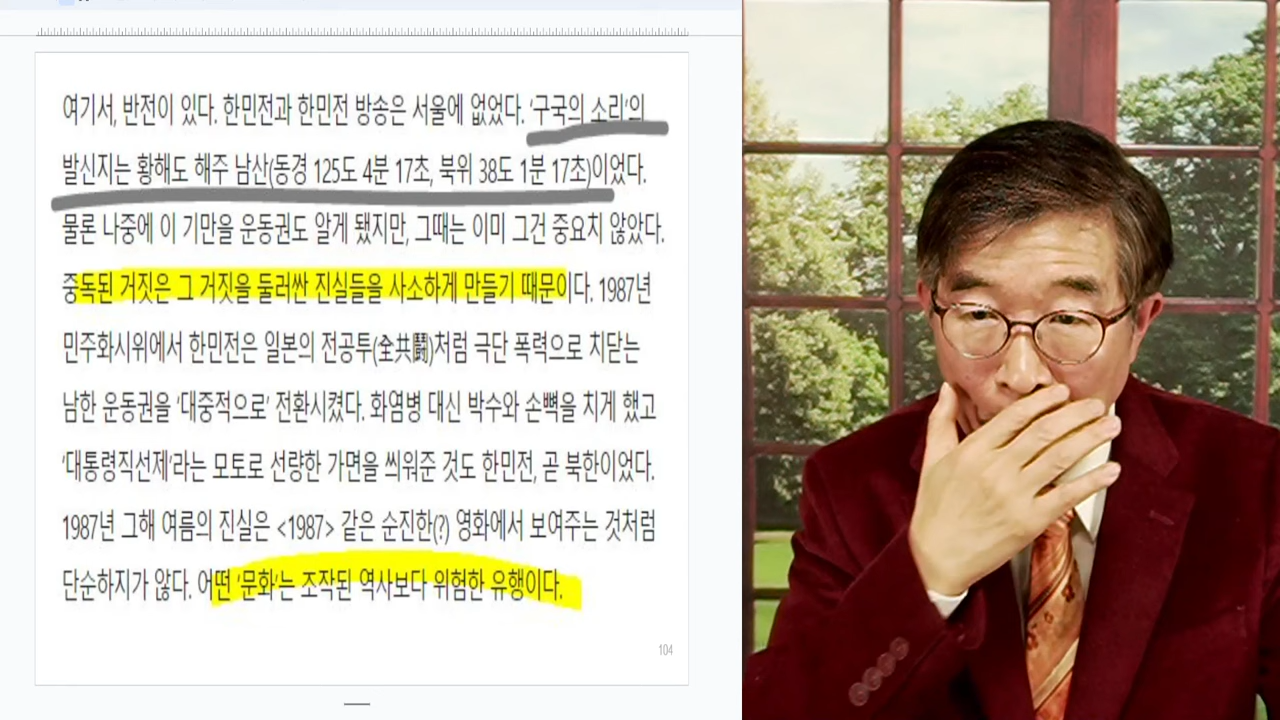 여기서, 반전이 있다. 한민전과 한민전 방송은 서울에 없었다. '구국의 소리'의
발신지는 황해도 해주 남산(동경 125도 4분 17초, 북위 38도 1분 17초)이었다.
물론 나중에 이 기만을 운동권도 알게 됐지만, 그때는 이미 그건 중요치 않았다.
중독된 거짓은 그 거짓을 둘러싼 진실들을 사소하게 만들기 때문이다. 1987년
민주화시위에서 한민전은 일본의 전공투(全共鬪)처럼 극단 폭력으로 치닫는
남한 운동권을 '대중적으로' 전환시켰다. 화염병 대신 박수와 손뼉을 치게 했고
'대통령직선제'라는 모토로 선량한 가면을 씌워준 것도 한민전, 곧 북한이었다.
1987년 그해 여름의 진실은 <1987> 같은 순진한(?) 영화에서 보여주는 것처럼
단순하지가 않다. 어떤 '문화'는 조작된 역사보다 위험한 유행이다.
104